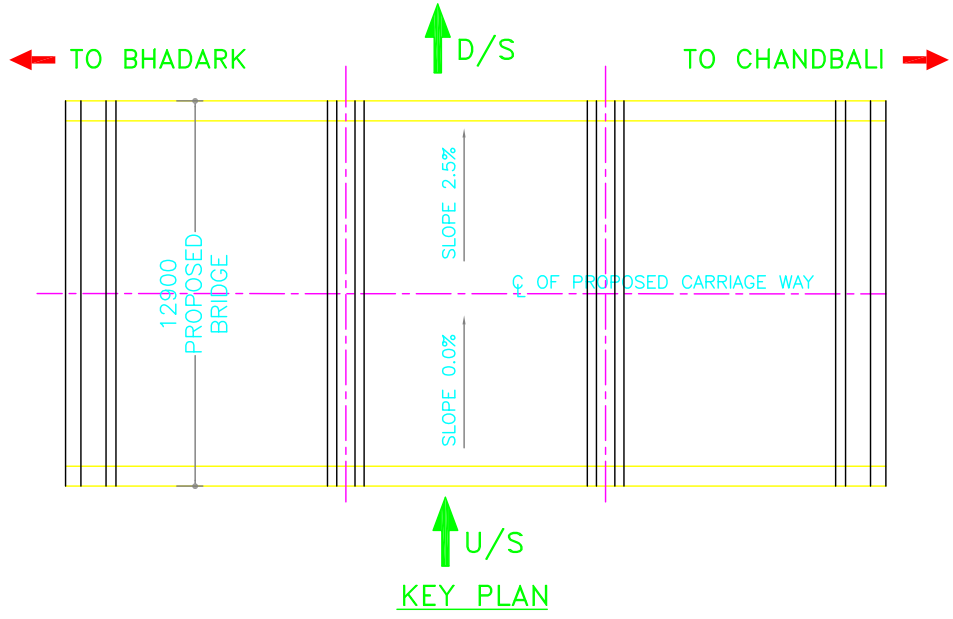 D/S
TO BHADARK
TO CHANDBALI
SLOPE 2.5%
12900
PROPOSED
BRIDGE
℄ OF PROPOSED CARRIAGE WAY
SLOPE 0.0%
U/S
KEY PLAN